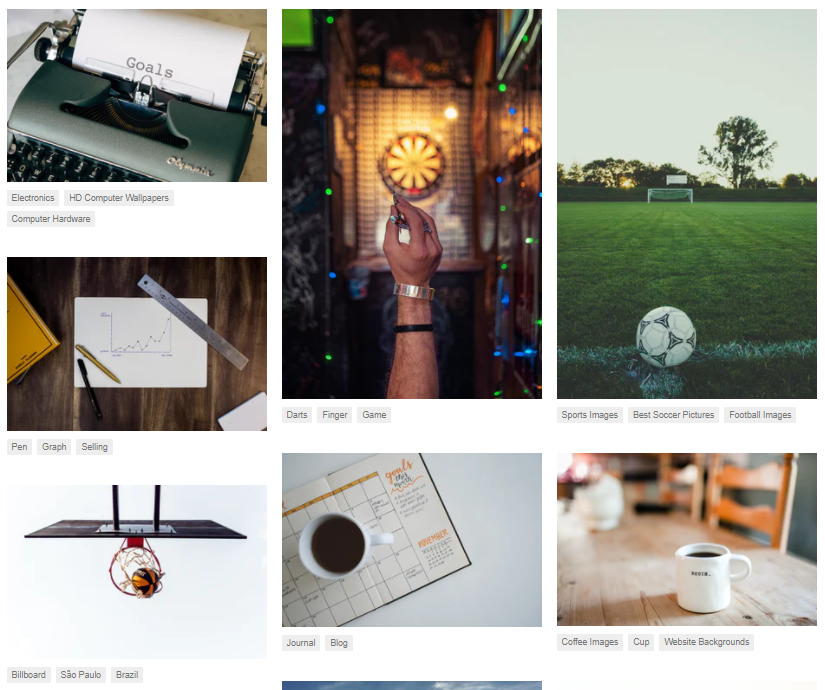 Goals
Olympia
Electronics
HD Computer Wallpapers
Computer Hardware
Pen
Graph
Selling
Billboard
São Paulo
Brazil
Darts
Finger
Game
goals
NOVEMBER
Journal
Blog
Sports Images
Best Soccer Pictures
Football Images
BEGIN.
Coffee Images
Cup
Website Backgrounds